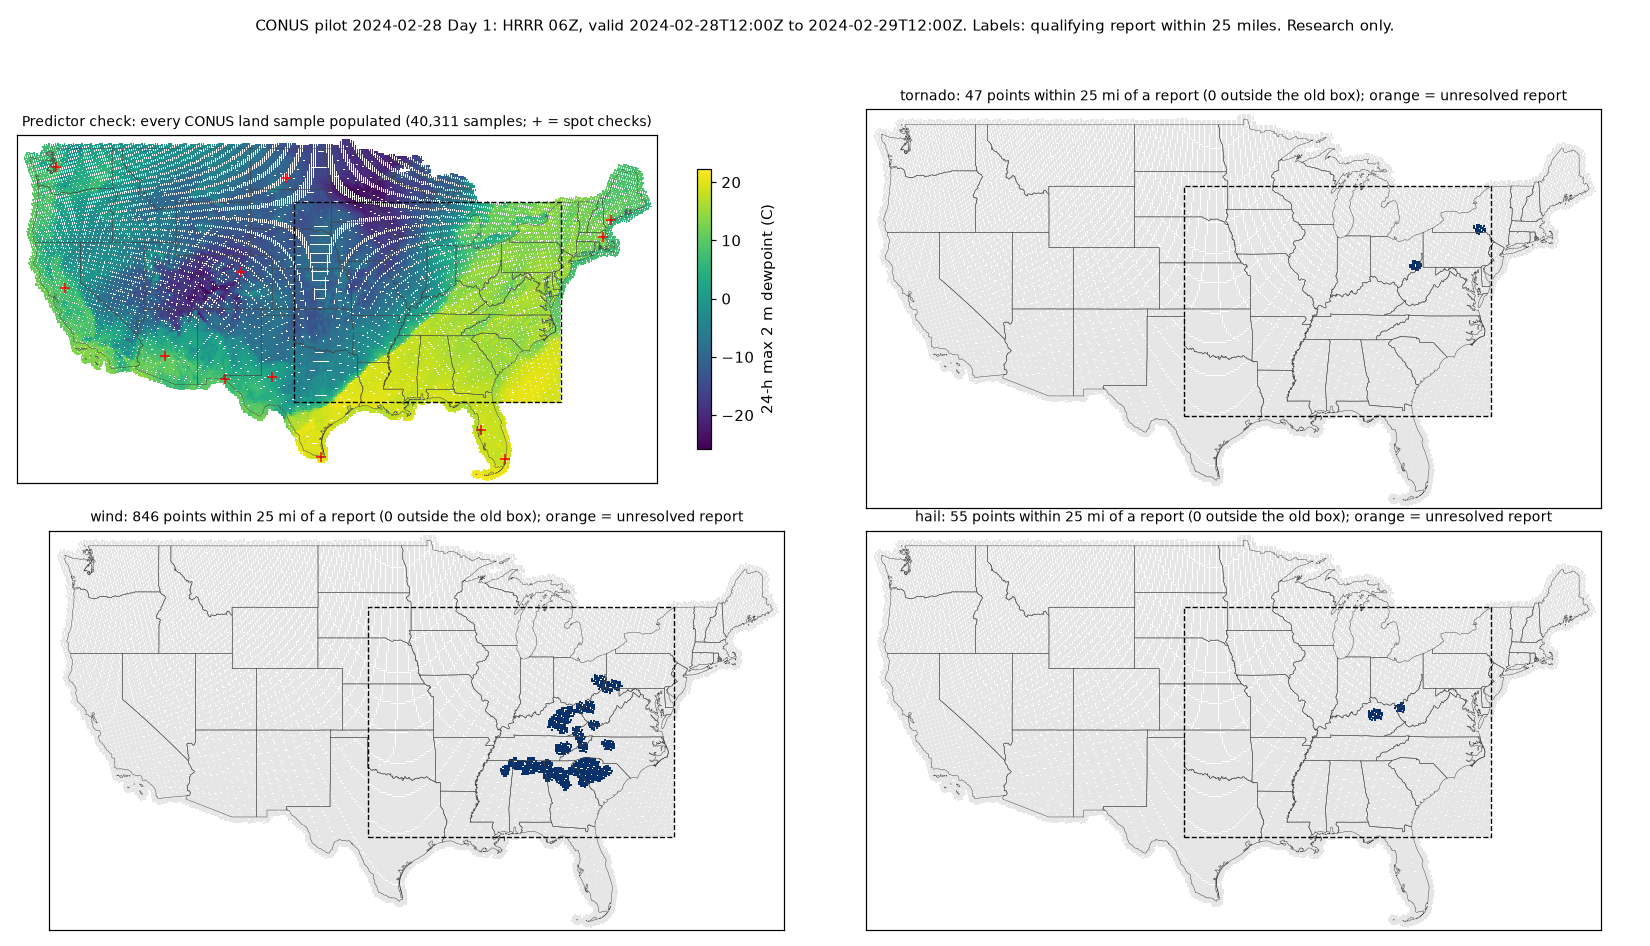 CONUS pilot 2024-02-28 Day 1: HRRR 06Z, valid 2024-02-28T12:00Z to 2024-02-29T12:00Z. Labels: qualifying report within 25 miles. Research only.
Predictor check: every CONUS land sample populated (40,311 samples; + = spot checks)
20
10
0
−10
−20
24-h max 2 m dewpoint (C)
tornado: 47 points within 25 mi of a report (0 outside the old box); orange = unresolved report
wind: 846 points within 25 mi of a report (0 outside the old box); orange = unresolved report
hail: 55 points within 25 mi of a report (0 outside the old box); orange = unresolved report